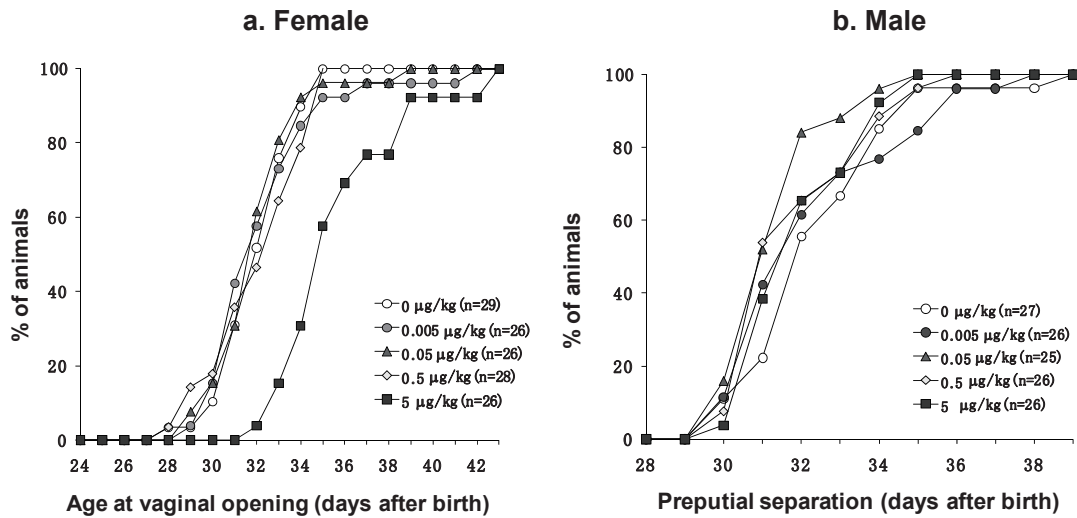 a. Female
% of animals
100
80
60
40
20
0
24 26 28 30 32 34 36 38 40 42
Age at vaginal opening (days after birth)
0 μg/kg (n=29)
0.005 μg/kg (n=26)
0.05 μg/kg (n=26)
0.5 μg/kg (n=28)
5 μg/kg (n=26)
b. Male
% of animals
100
80
60
40
20
0
28 30 32 34 36 38
Preputial separation (days after birth)
0 μg/kg (n=27)
0.005 μg/kg (n=26)
0.05 μg/kg (n=25)
0.5 μg/kg (n=26)
5 μg/kg (n=26)